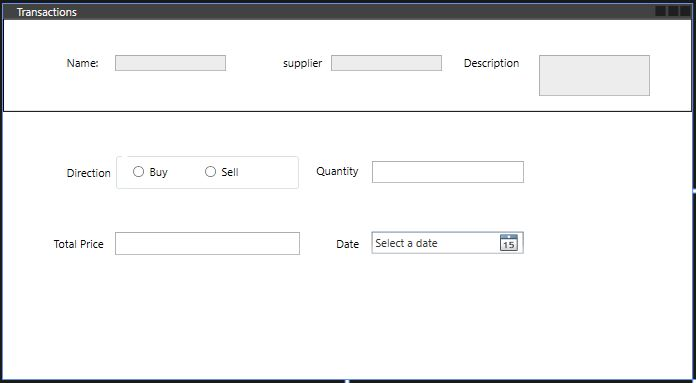 Transactions
Name: supplier Description
Direction Buy Sell Quantity
Total Price Date Select a date 15